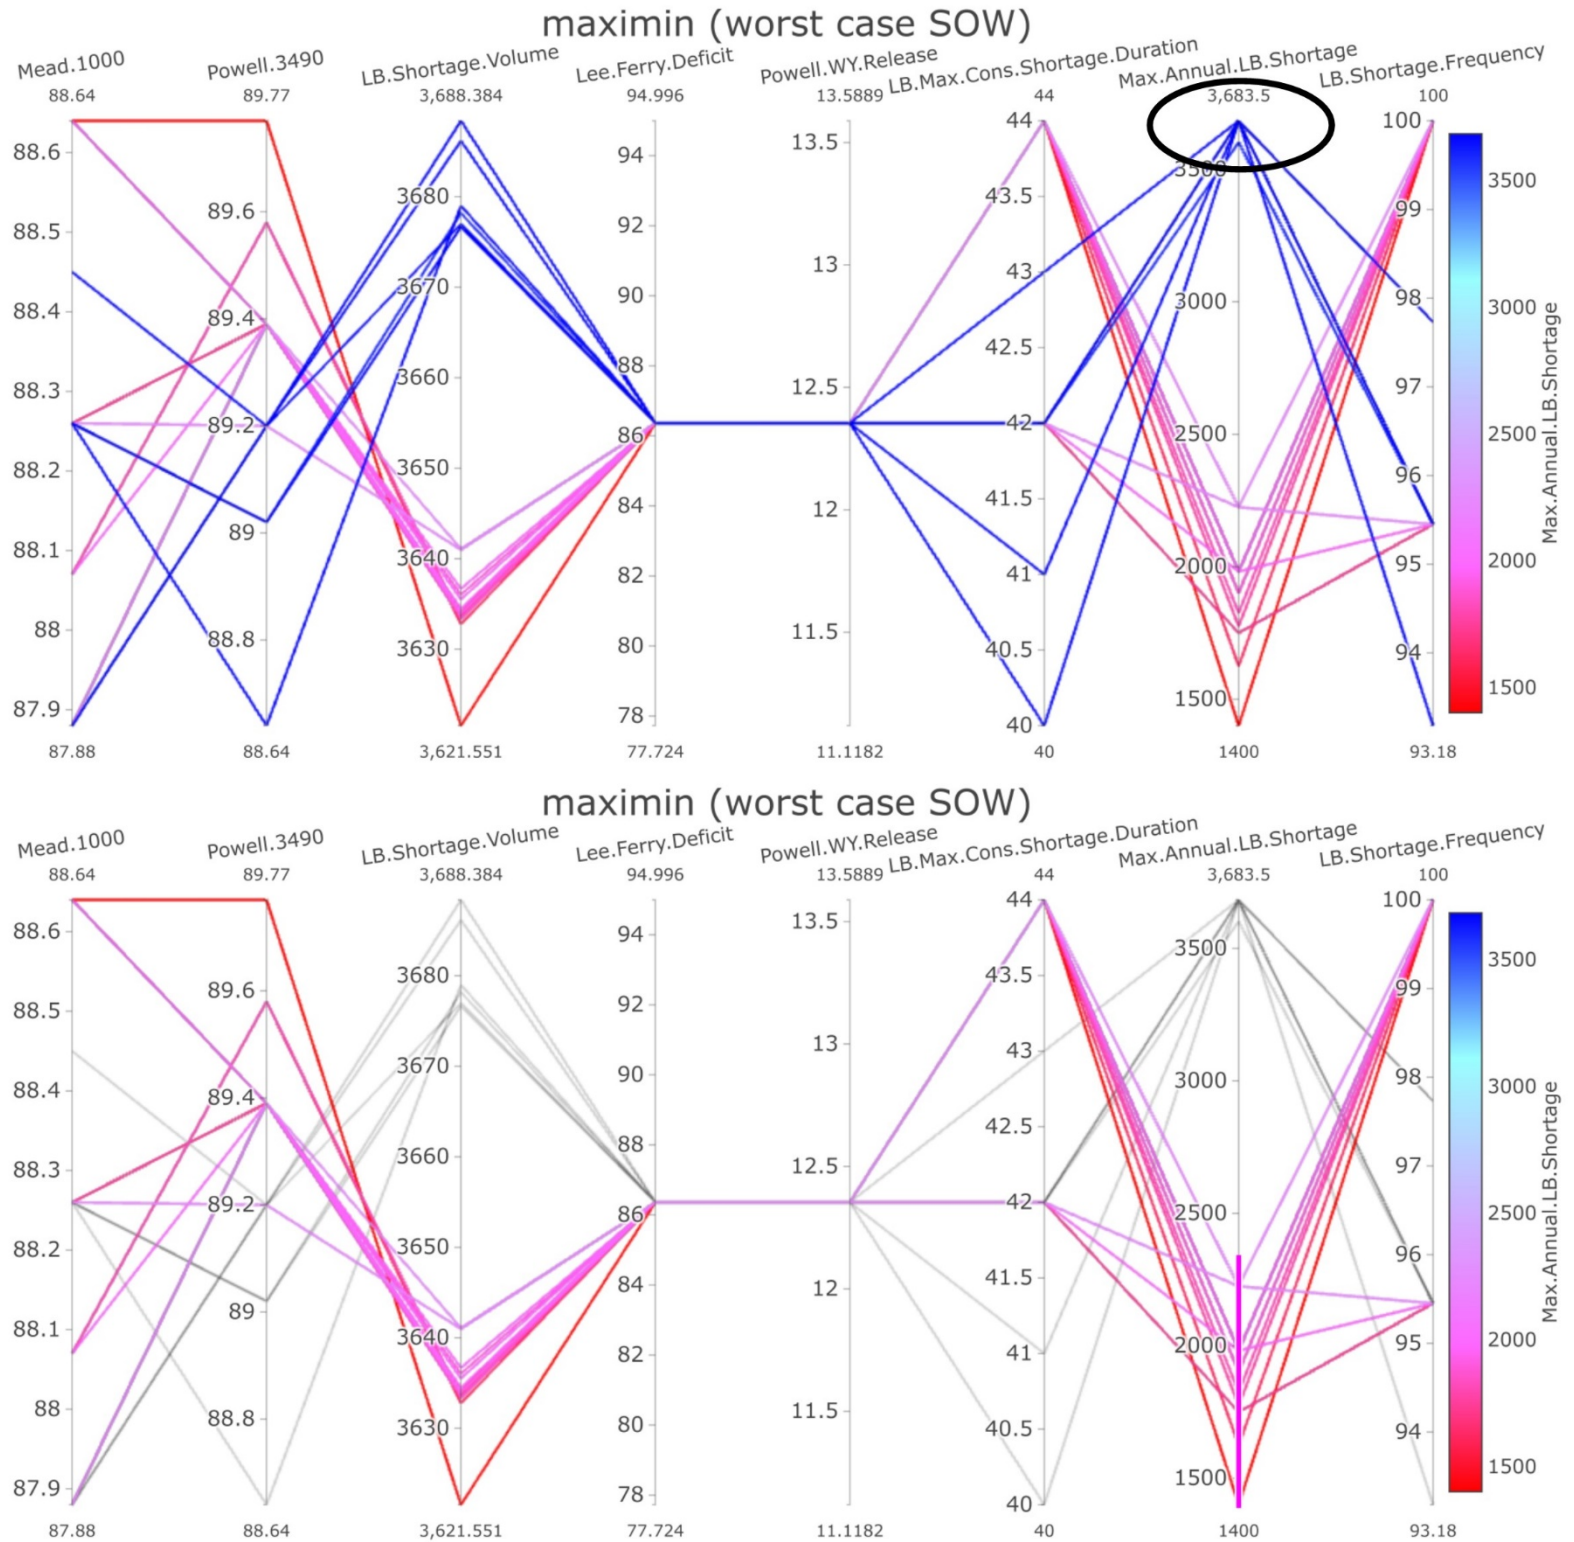 maximin (worst case SOW)
Mead.1000 Powell.3490 LB.Shortage.Volume Lee.Ferry.Deficit Powell.WY.Release LB.Max.Cons.Shortage.Duration Max.Annual.LB.Shortage LB.Shortage.Frequency
88.64 89.77 3,688.384 94.996 13.5889 44 3,683.5 100
88.6 88.5 88.4 88.3 88.2 88.1 88 87.9
89.6 89.4 89.2 89 88.8
3680 3670 3660 3650 3640 3630
94 92 90 88 86 84 82 80 78
13.5 13 12.5 12 11.5
44 43.5 43 42.5 42 41.5 41 40.5 40
3500 3000 2500 2000 1500
100 99 98 97 96 95 94
3500 3000 2500 2000 1500
Max.Annual.LB.Shortage
87.88 88.64 3,621.551 77.724 11.1182 40 1400 93.18
maximin (worst case SOW)
Mead.1000 Powell.3490 LB.Shortage.Volume Lee.Ferry.Deficit Powell.WY.Release LB.Max.Cons.Shortage.Duration Max.Annual.LB.Shortage LB.Shortage.Frequency
88.64 89.77 3,688.384 94.996 13.5889 44 3,683.5 100
88.6 88.5 88.4 88.3 88.2 88.1 88 87.9
89.6 89.4 89.2 89 88.8
3680 3670 3660 3650 3640 3630
94 92 90 88 86 84 82 80 78
13.5 13 12.5 12 11.5
44 43.5 43 42.5 42 41.5 41 40.5 40
3500 3000 2500 2000 1500
100 99 98 97 96 95 94
3500 3000 2500 2000 1500
Max.Annual.LB.Shortage
87.88 88.64 3,621.551 77.724 11.1182 40 1400 93.18